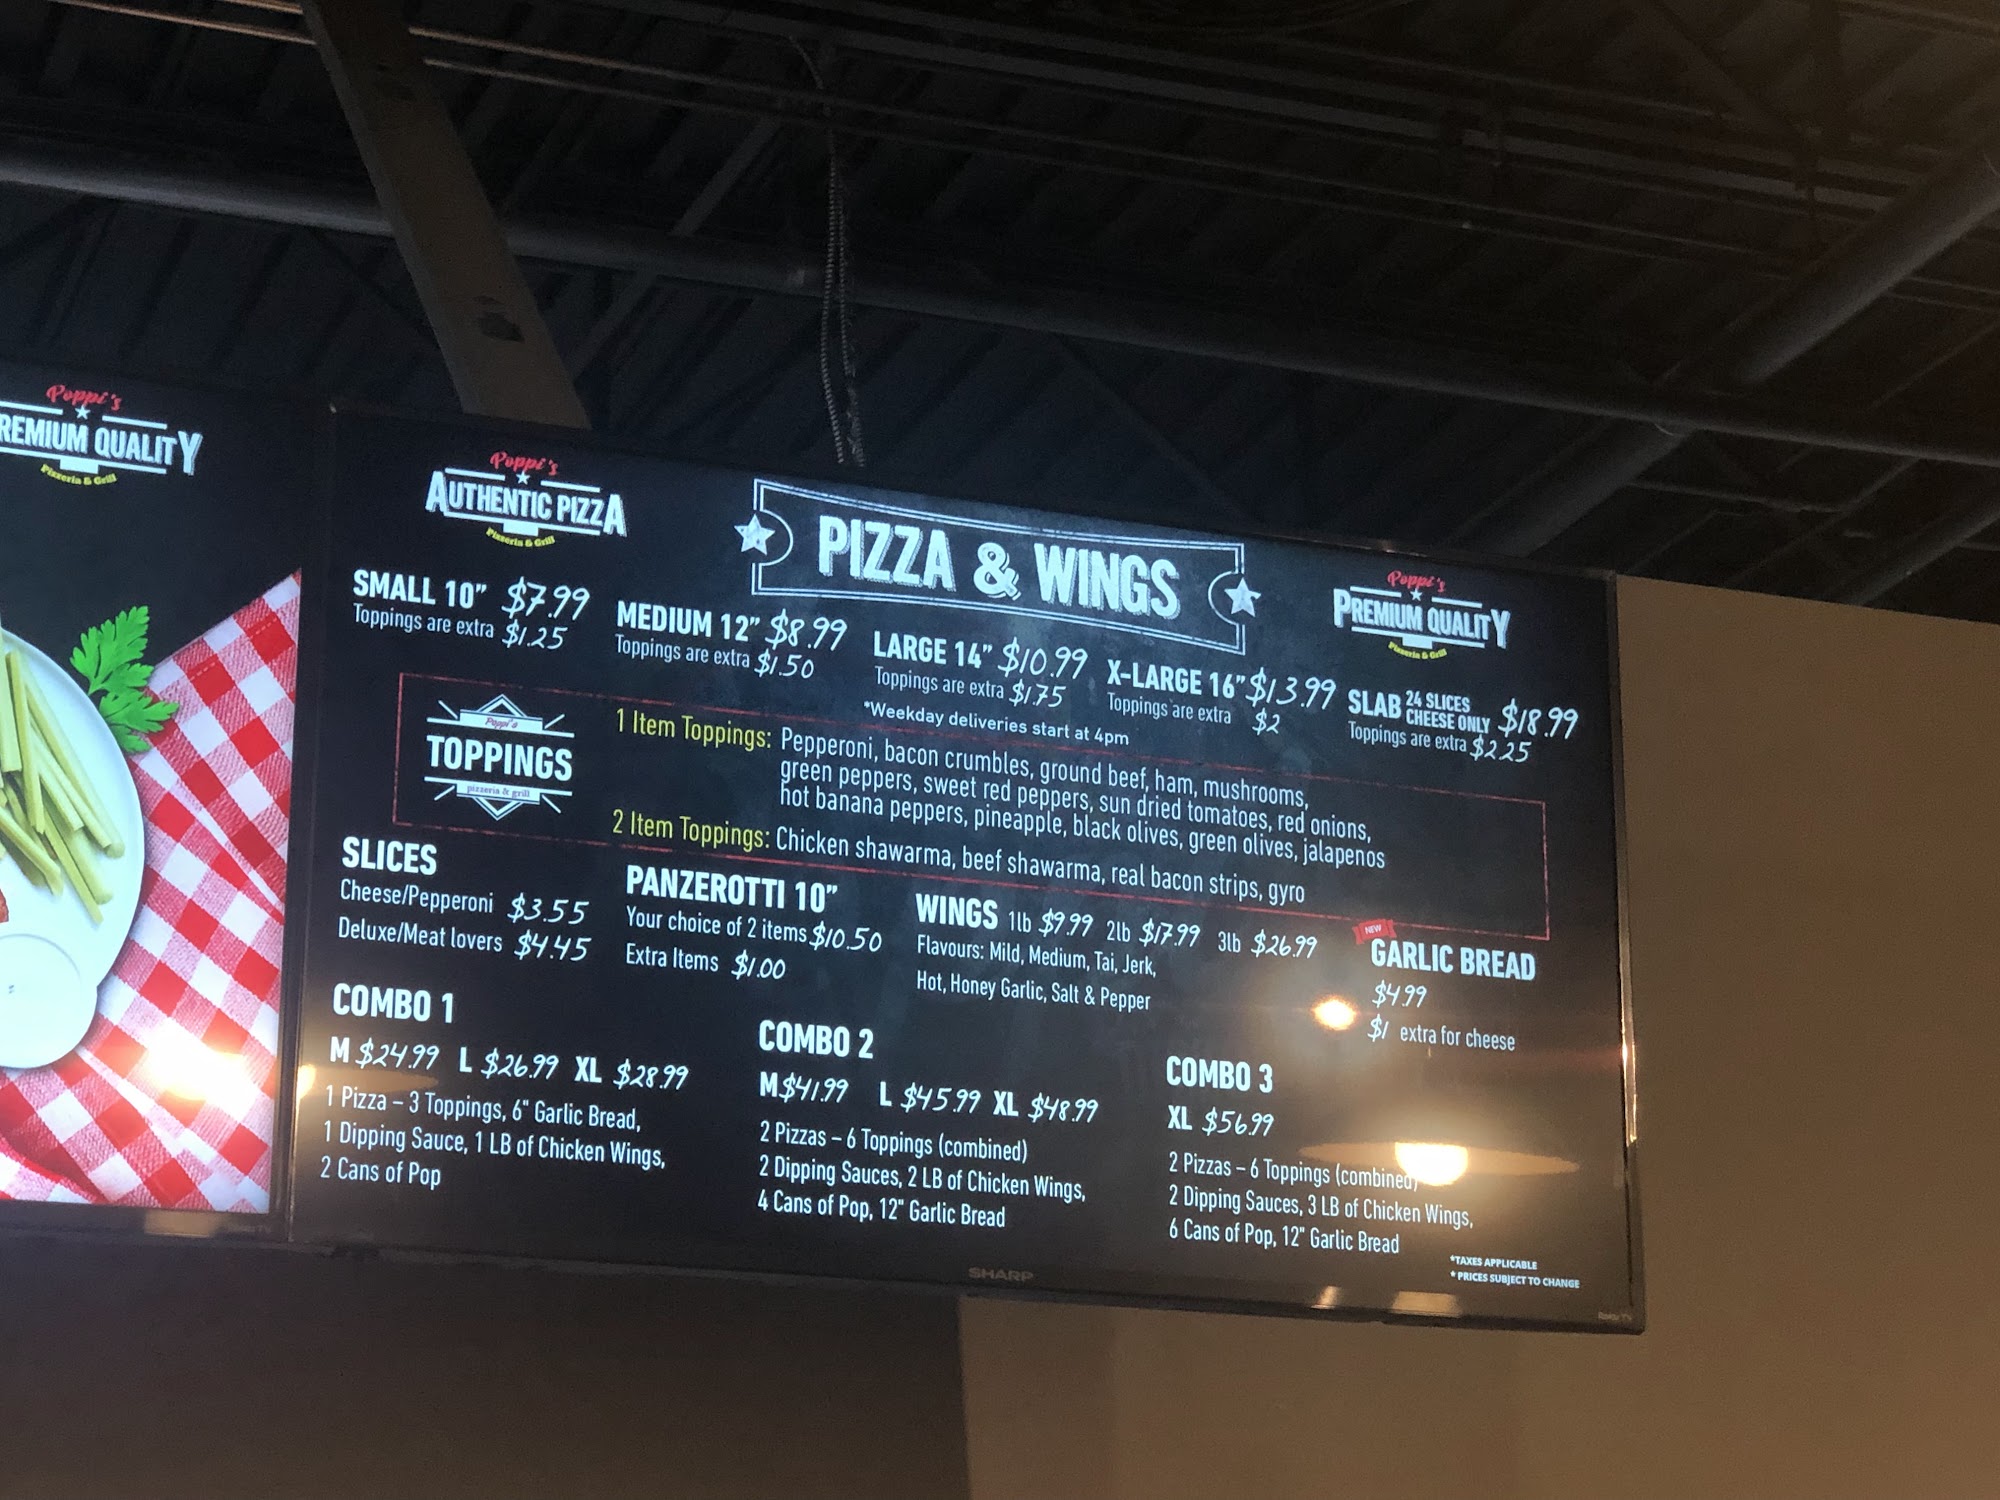 Poppi's
REMIUM QUALITY
Pizzeria & Grill
Poppi's
AUTHENTIC PIZZA
Pizzeria & Grill
PIZZA & WINGS
Poppi's
PREMIUM QUALITY
Pizzeria & Grill
SMALL 10” $7.99
Toppings are extra $1.25
MEDIUM 12” $8.99
Toppings are extra $1.50
LARGE 14” $10.99
Toppings are extra $1.75
*Weekday deliveries start at 4pm
X-LARGE 16” $13.99
Toppings are extra $2
SLAB 24 SLICES CHEESE ONLY $18.99
Toppings are extra $2.25
Poppi's
TOPPINGS
pizzeria & grill
1 Item Toppings: Pepperoni, bacon crumbles, ground beef, ham, mushrooms,
green peppers, sweet red peppers, sun dried tomatoes, red onions,
hot banana peppers, pineapple, black olives, green olives, jalapenos
2 Item Toppings: Chicken shawarma, beef shawarma, real bacon strips, gyro
SLICES
Cheese/Pepperoni $3.55
Deluxe/Meat lovers $4.45
PANZEROTTI 10”
Your choice of 2 items $10.50
Extra Items $1.00
WINGS 1lb $9.99 2lb $17.99 3lb $26.99
Flavours: Mild, Medium, Tai, Jerk,
Hot, Honey Garlic, Salt & Pepper
NEW
GARLIC BREAD
$4.99
$1 extra for cheese
COMBO 1
M $24.99 L $26.99 XL $28.99
1 Pizza – 3 Toppings, 6" Garlic Bread,
1 Dipping Sauce, 1 LB of Chicken Wings,
2 Cans of Pop
COMBO 2
M $41.99 L $45.99 XL $48.99
2 Pizzas – 6 Toppings (combined)
2 Dipping Sauces, 2 LB of Chicken Wings,
4 Cans of Pop, 12" Garlic Bread
COMBO 3
XL $56.99
2 Pizzas – 6 Toppings (combined)
2 Dipping Sauces, 3 LB of Chicken Wings,
6 Cans of Pop, 12" Garlic Bread
*TAXES APPLICABLE
* PRICES SUBJECT TO CHANGE
SHARP
Roku TV